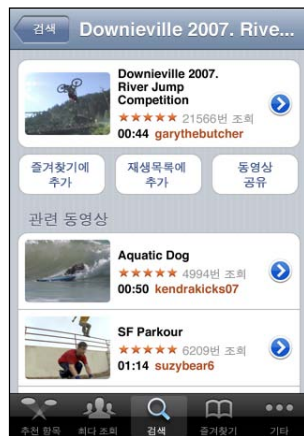 검색
Downieville 2007. Rive...
Downieville 2007.
River Jump
Competition
21566번 조회
00:44 garythebutcher
즐겨찾기에
추가
재생목록에
추가
동영상
공유
관련 동영상
Aquatic Dog
4994번 조회
00:50 kendrakicks07
SF Parkour
6209번 조회
01:14 suzybear6
추천 항목
최다 조회
검색
즐겨찾기
기타